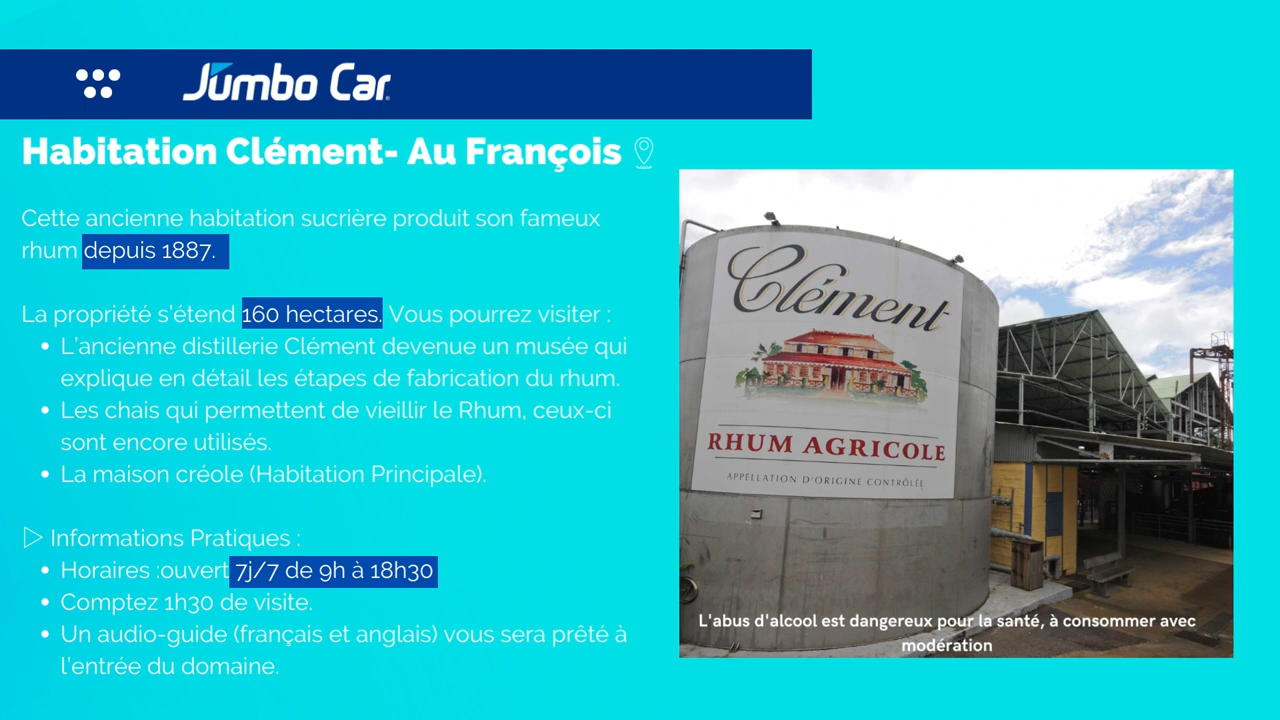 Jumbo Car
Habitation Clément- Au François
Cette ancienne habitation sucrière produit son fameux
rhum depuis 1887.
La propriété s'étend 160 hectares. Vous pourrez visiter :
• L'ancienne distillerie Clément devenue un musée qui
explique en détail les étapes de fabrication du rhum.
• Les chais qui permettent de vieillir le Rhum, ceux-ci
sont encore utilisés.
• La maison créole (Habitation Principale).
▷ Informations Pratiques :
• Horaires :ouvert 7j/7 de 9h à 18h30
• Comptez 1h30 de visite.
• Un audio-guide (français et anglais) vous sera prêté à
l'entrée du domaine.
Clément
RHUM AGRICOLE
APPELLATION D'ORIGINE CONTRÔLÉE
L'abus d'alcool est dangereux pour la santé, à consommer avec
modération